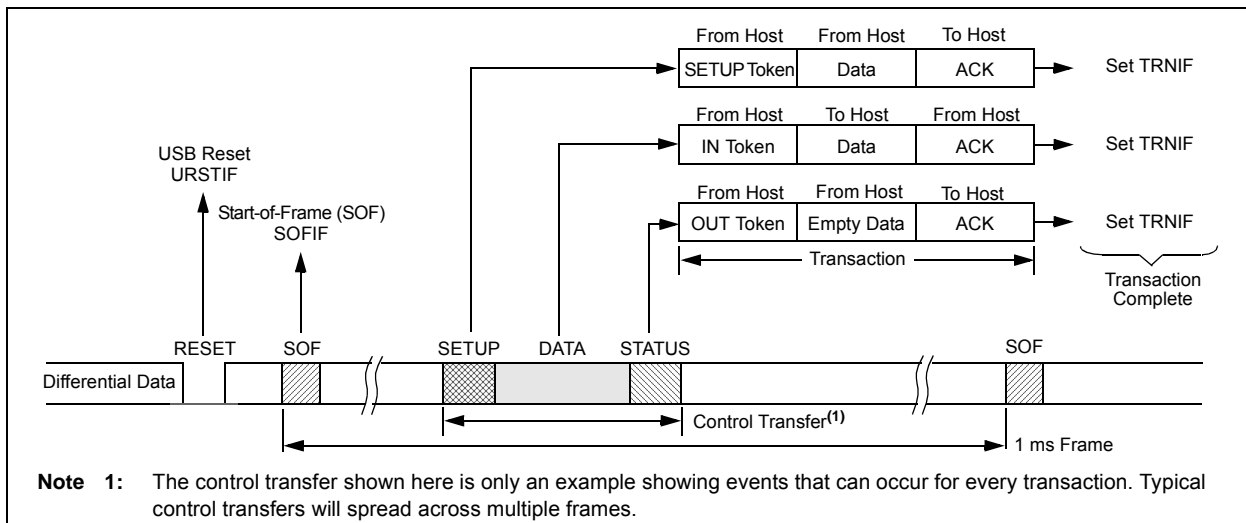 From Host From Host To Host
SETUP Token Data ACK Set TRNIF
From Host To Host From Host
IN Token Data ACK Set TRNIF
USB Reset
URSTIF
From Host From Host To Host
Start-of-Frame (SOF)
SOFIF
OUT Token Empty Data ACK Set TRNIF
Transaction
Transaction
Complete
RESET SOF SETUP DATA STATUS SOF
Differential Data
Control Transfer(1)
1 ms Frame
Note 1: The control transfer shown here is only an example showing events that can occur for every transaction. Typical
control transfers will spread across multiple frames.